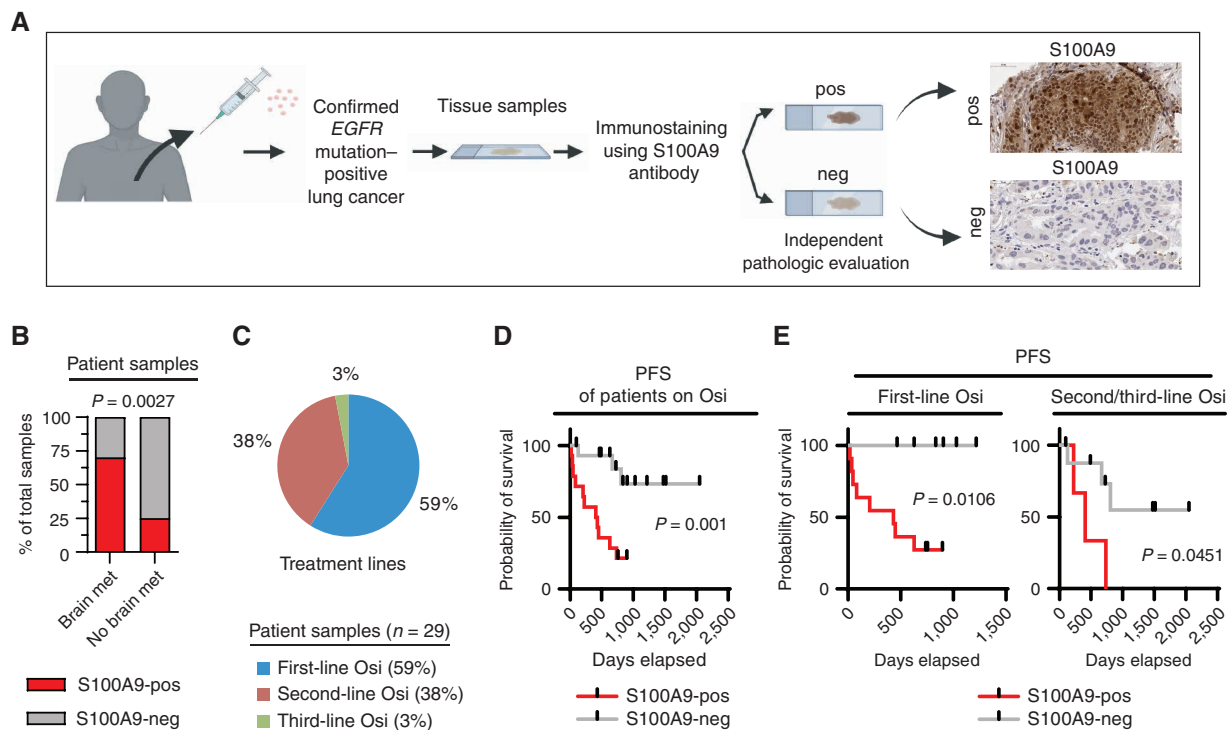 A
Confirmed
EGFR
mutation–
positive
lung cancer
Tissue samples
Immunostaining
using S100A9
antibody
pos
neg
Independent
pathologic evaluation
S100A9
pos
S100A9
neg
B
Patient samples
P = 0.0027
% of total samples
100
75
50
25
0
Brain met
No brain met
S100A9-pos
S100A9-neg
C
3%
38%
59%
Treatment lines
Patient samples (n = 29)
First-line Osi (59%)
Second-line Osi (38%)
Third-line Osi (3%)
D
PFS
of patients on Osi
Probability of survival
100
50
0
P = 0.001
0
500
1,000
1,500
2,000
2,500
Days elapsed
S100A9-pos
S100A9-neg
E
PFS
First-line Osi
Probability of survival
100
50
0
P = 0.0106
0
500
1,000
1,500
Days elapsed
Second/third-line Osi
100
50
0
P = 0.0451
0
500
1,000
1,500
2,000
2,500
Days elapsed
S100A9-pos
S100A9-neg